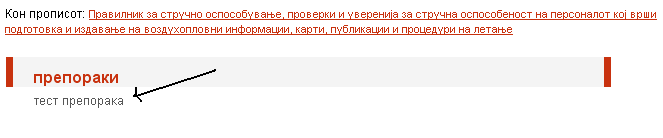 Кон прописот: Правилник за стручно оспособување, проверки и уверенија за стручна оспособеност на персоналот кој врши
подготовка и издавање на воздухопловни информации, карти, публикации и процедури на летање
препораки
тест препорака